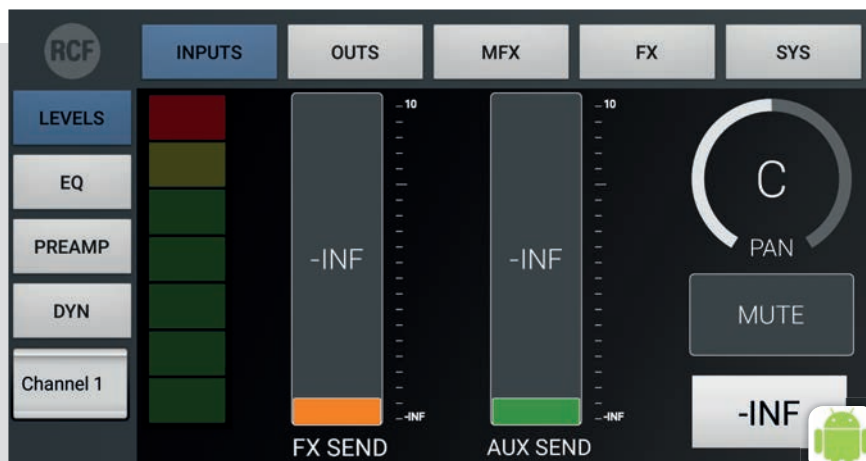 RCF
INPUTS
OUTS
MFX
FX
SYS
LEVELS
EQ
PREAMP
DYN
Channel 1
10
-INF
-INF
FX SEND
10
-INF
-INF
AUX SEND
C
PAN
MUTE
-INF